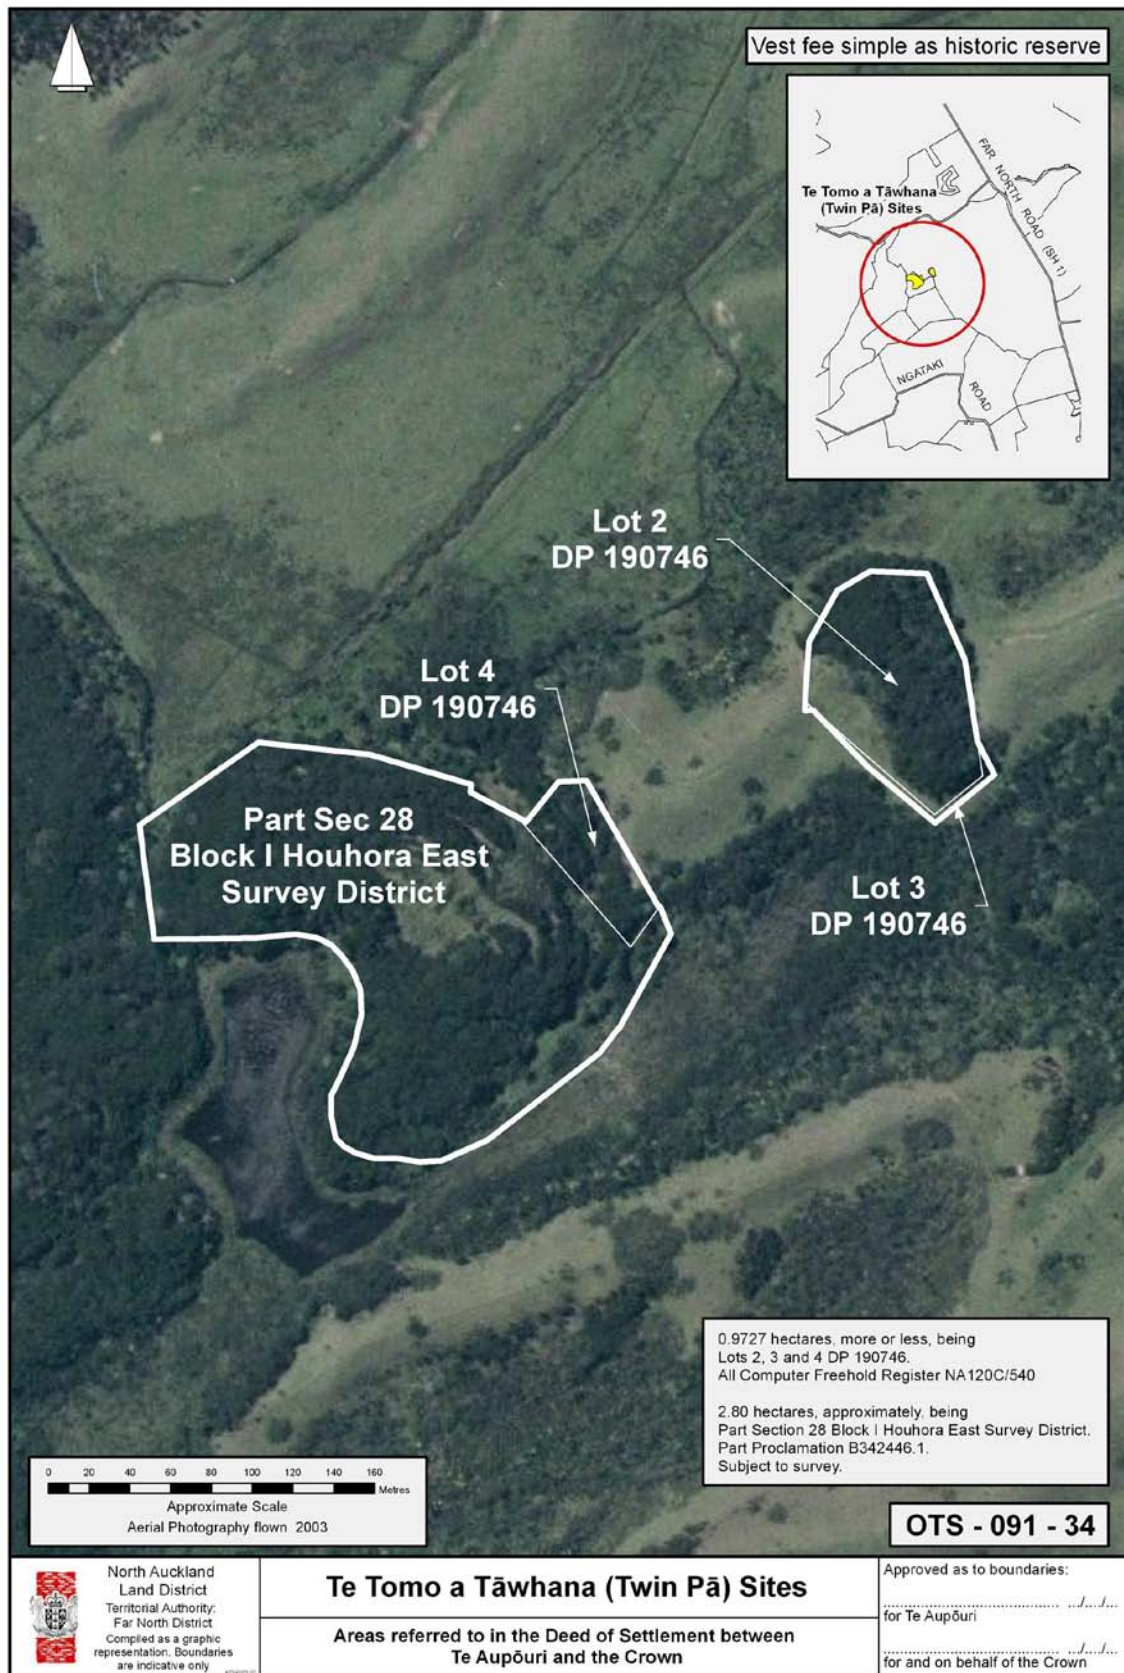 Vest fee simple as historic reserve
Te Tomo a Tāwhana
(Twin Pā) Sites
FAR NORTH ROAD (SH 1)
NGATAKI ROAD
Lot 2
DP 190746
Lot 4
DP 190746
Part Sec 28
Block I Houhora East
Survey District
Lot 3
DP 190746
0.9727 hectares, more or less, being
Lots 2, 3 and 4 DP 190746.
All Computer Freehold Register NA120C/540
2.80 hectares, approximately, being
Part Section 28 Block I Houhora East Survey District.
Part Proclamation B342446.1.
Subject to survey.
0 20 40 60 80 100 120 140 160
Metres
Approximate Scale
Aerial Photography flown 2003
OTS - 091 - 34
North Auckland
Land District
Territorial Authority:
Far North District
Compiled as a graphic
representation. Boundaries
are indicative only
Te Tomo a Tāwhana (Twin Pā) Sites
Areas referred to in the Deed of Settlement between
Te Aupōuri and the Crown
Approved as to boundaries:
.................................... .../.../...
for Te Aupōuri
.................................... .../.../...
for and on behalf of the Crown